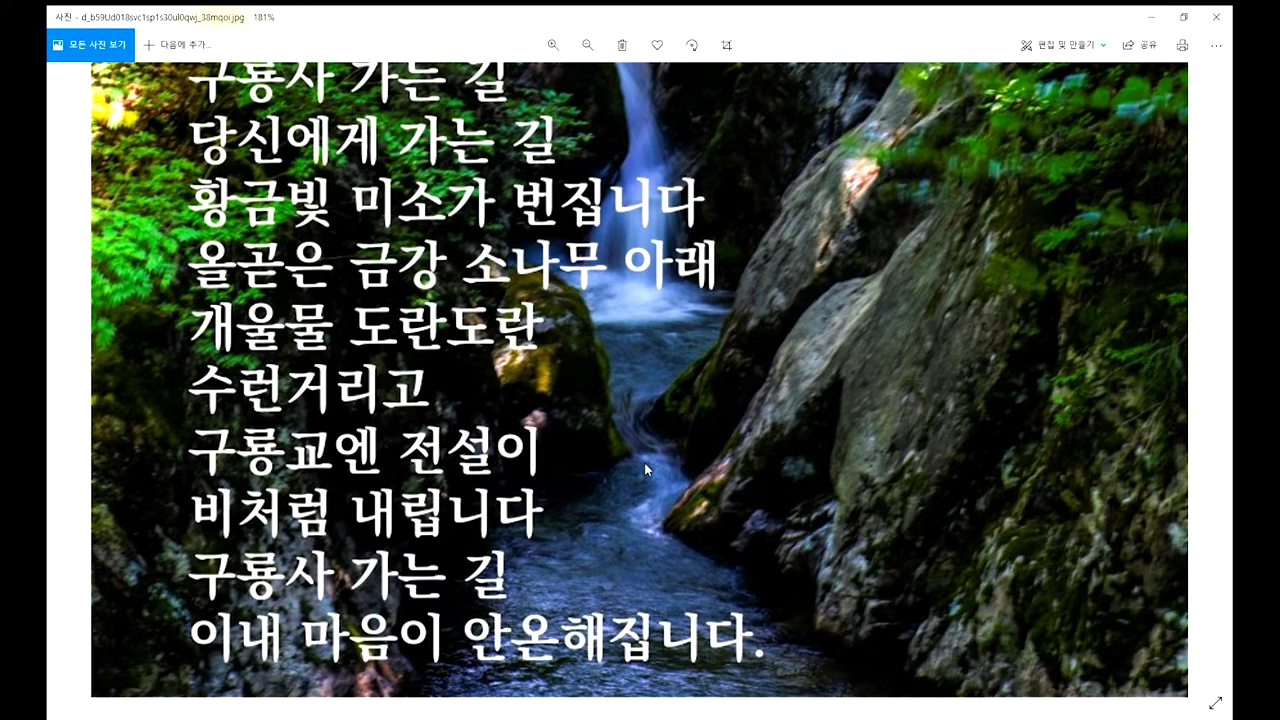 사진 - d_b59Ud018svc1sp1s30ul0qwj_38mqoi.jpg 181%
모든 사진 보기 다음에 추가... 편집 및 만들기 공유
구룡사 가는 길
당신에게 가는 길
황금빛 미소가 번집니다
올곧은 금강 소나무 아래
개울물 도란도란
수런거리고
구룡교엔 전설이
비처럼 내립니다
구룡사 가는 길
이내 마음이 안온해집니다.